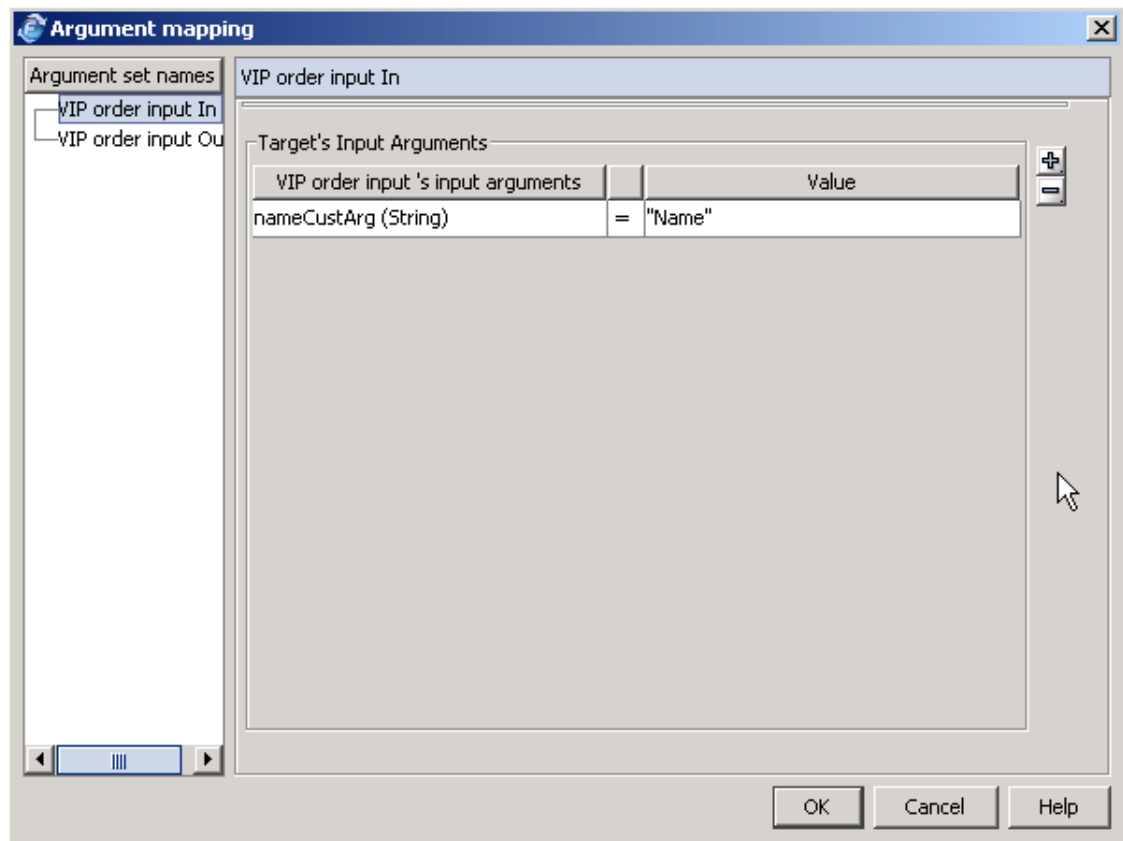 Argument mapping
Argument set names
VIP order input In
VIP order input Ou
VIP order input In
Target's Input Arguments
VIP order input 's input arguments Value
nameCustArg (String) = "Name"
OK Cancel Help